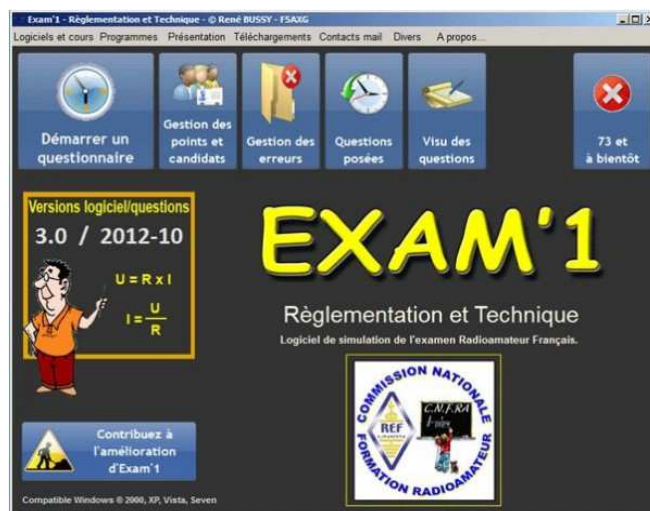 Exam'1 - Règlementation et Technique - © René BUSSY - F5AXG
Logiciels et cours Programmes Présentation Téléchargements Contacts mail Divers A propos...
Démarrer un
questionnaire
Gestion des
points et
candidats
Gestion des
erreurs
Questions
posées
Visu des
questions
73 et
à bientôt
Versions logiciel/questions
3.0 / 2012-10
U = R x I
I = U
R
EXAM'1
Règlementation et Technique
Logiciel de simulation de l'examen Radioamateur Français.
COMMISSION NATIONALE
REF
C.N.F.RA
FORMATION RADIOAMATEUR
Contribuez à
l'amélioration
d'Exam'1
Compatible Windows © 2000, XP, Vista, Seven